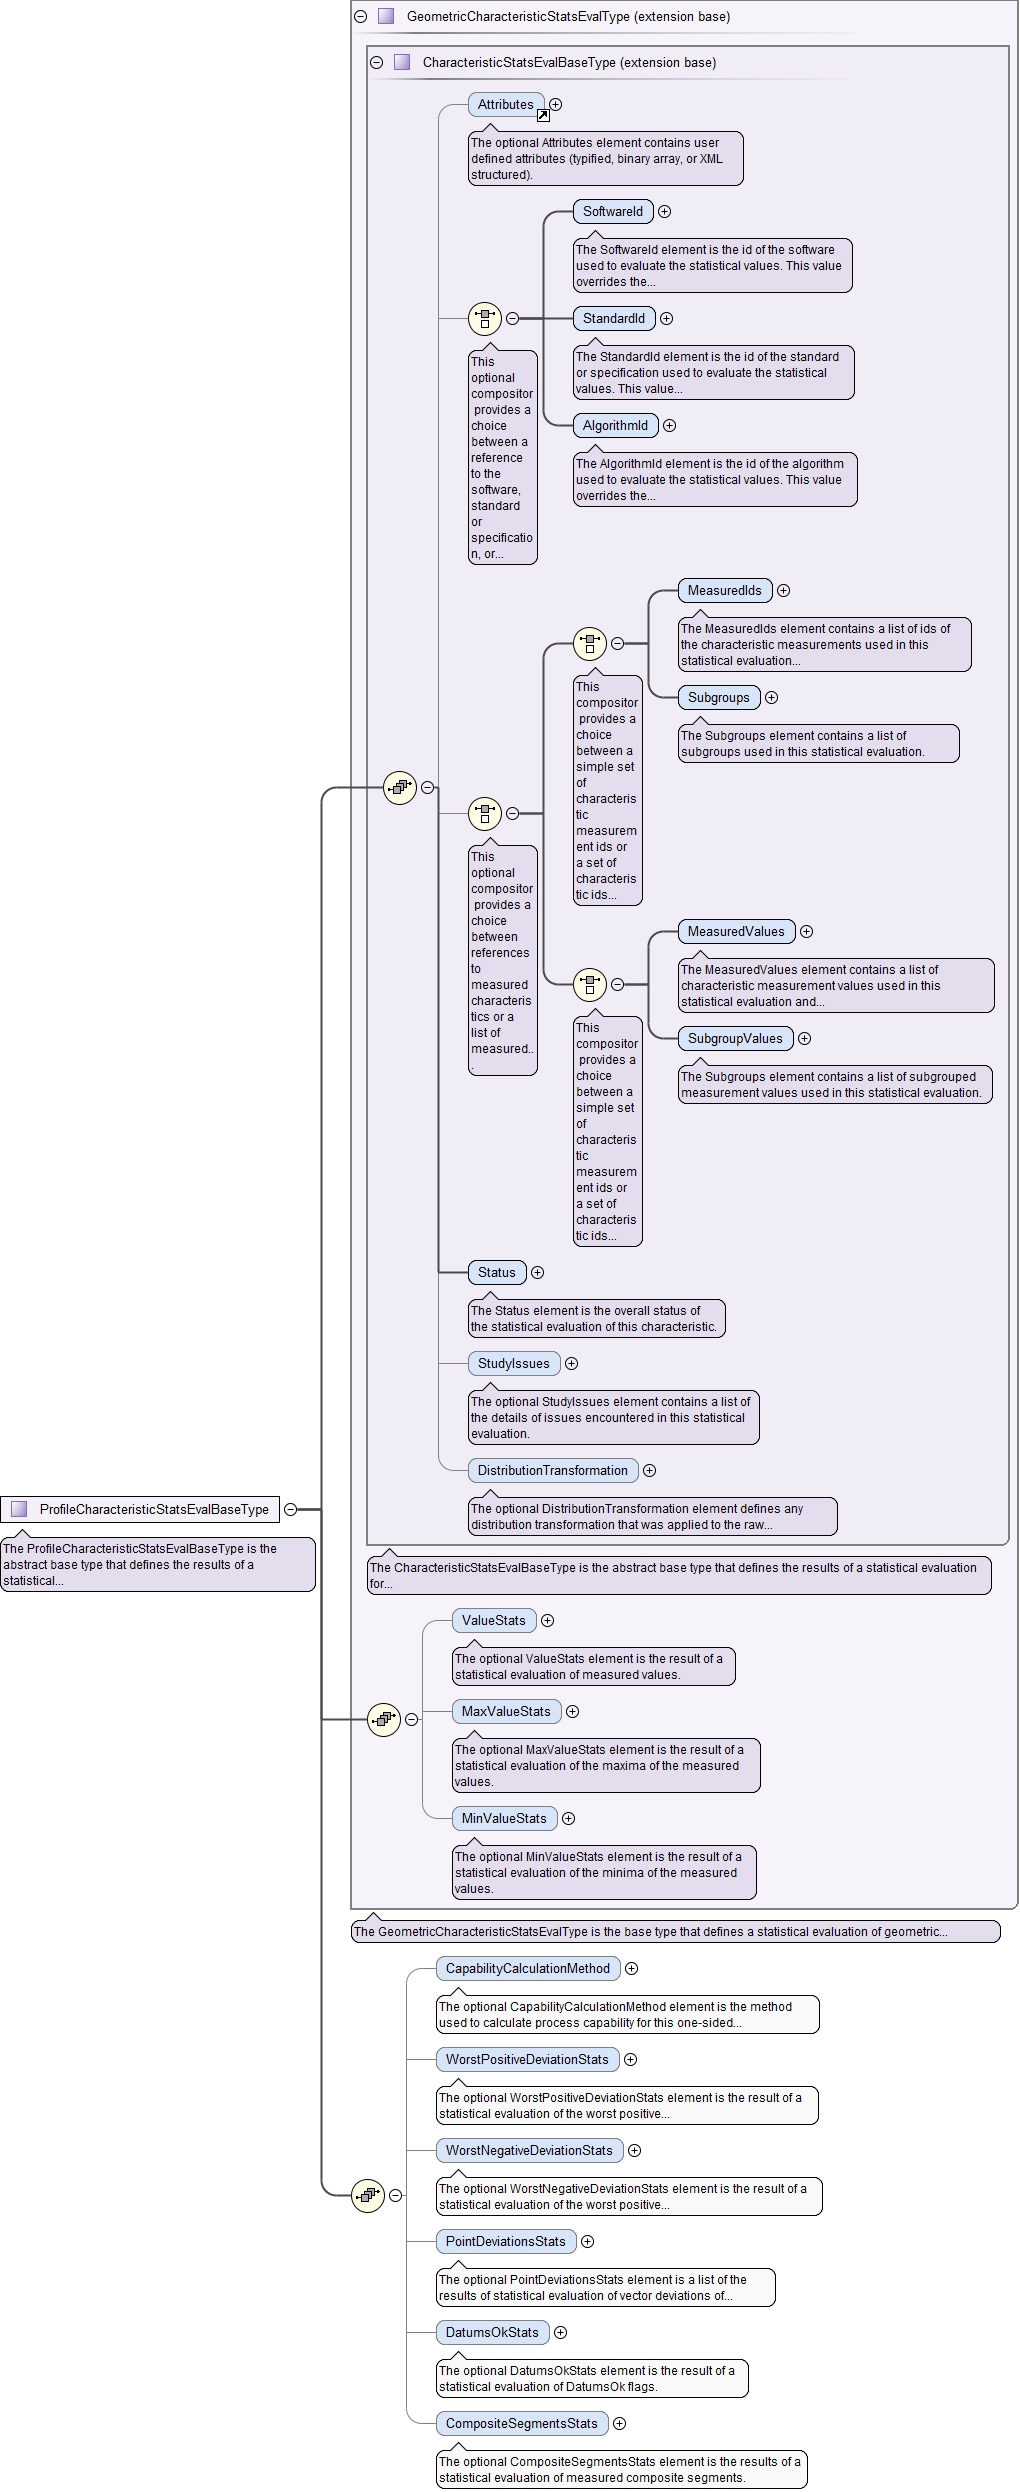 GeometricCharacteristicStatsEvalType (extension base)
CharacteristicStatsEvalBaseType (extension base)
Attributes
The optional Attributes element contains user
defined attributes (typified, binary array, or XML
structured).
SoftwareId
The SoftwareId element is the id of the software
used to evaluate the statistical values. This value
overrides the...
StandardId
The StandardId element is the id of the standard
or specification used to evaluate the statistical
values. This value...
AlgorithmId
The AlgorithmId element is the id of the algorithm
used to evaluate the statistical values. This value
overrides the...
This
optional
compositor
provides a
choice
between a
reference
to the
software,
standard
or
specificatio
n, or...
MeasuredIds
The MeasuredIds element contains a list of ids of
the characteristic measurements used in this
statistical evaluation...
Subgroups
The Subgroups element contains a list of
subgroups used in this statistical evaluation.
This
compositor
provides a
choice
between a
simple set
of
characteris
tic
measurem
ent ids or
a set of
characteris
tic ids...
This
optional
compositor
provides a
choice
between
references
to
measured
characteris
tics or a
list of
measured..
.
MeasuredValues
The MeasuredValues element contains a list of
characteristic measurement values used in this
statistical evaluation and...
SubgroupValues
The Subgroups element contains a list of subgrouped
measurement values used in this statistical evaluation.
This
compositor
provides a
choice
between a
simple set
of
characteris
tic
measurem
ent ids or
a set of
characteris
tic ids...
Status
The Status element is the overall status of
the statistical evaluation of this characteristic.
StudyIssues
The optional StudyIssues element contains a list of
the details of issues encountered in this statistical
evaluation.
DistributionTransformation
The optional DistributionTransformation element defines any
distribution transformation that was applied to the raw...
ProfileCharacteristicStatsEvalBaseType
The ProfileCharacteristicStatsEvalBaseType is the
abstract base type that defines the results of a
statistical...
The CharacteristicStatsEvalBaseType is the abstract base type that defines the results of a statistical evaluation
for...
ValueStats
The optional ValueStats element is the result of a
statistical evaluation of measured values.
MaxValueStats
The optional MaxValueStats element is the result of a
statistical evaluation of the maxima of the measured
values.
MinValueStats
The optional MinValueStats element is the result of a
statistical evaluation of the minima of the measured
values.
The GeometricCharacteristicStatsEvalType is the base type that defines a statistical evaluation of geometric...
CapabilityCalculationMethod
The optional CapabilityCalculationMethod element is the method
used to calculate process capability for this one-sided...
WorstPositiveDeviationStats
The optional WorstPositiveDeviationStats element is the result of a
statistical evaluation of the worst positive...
WorstNegativeDeviationStats
The optional WorstNegativeDeviationStats element is the result of a
statistical evaluation of the worst positive...
PointDeviationsStats
The optional PointDeviationsStats element is a list of the
results of statistical evaluation of vector deviations of...
DatumsOkStats
The optional DatumsOkStats element is the result of a
statistical evaluation of DatumsOk flags.
CompositeSegmentsStats
The optional CompositeSegmentsStats element is the results of a
statistical evaluation of measured composite segments.